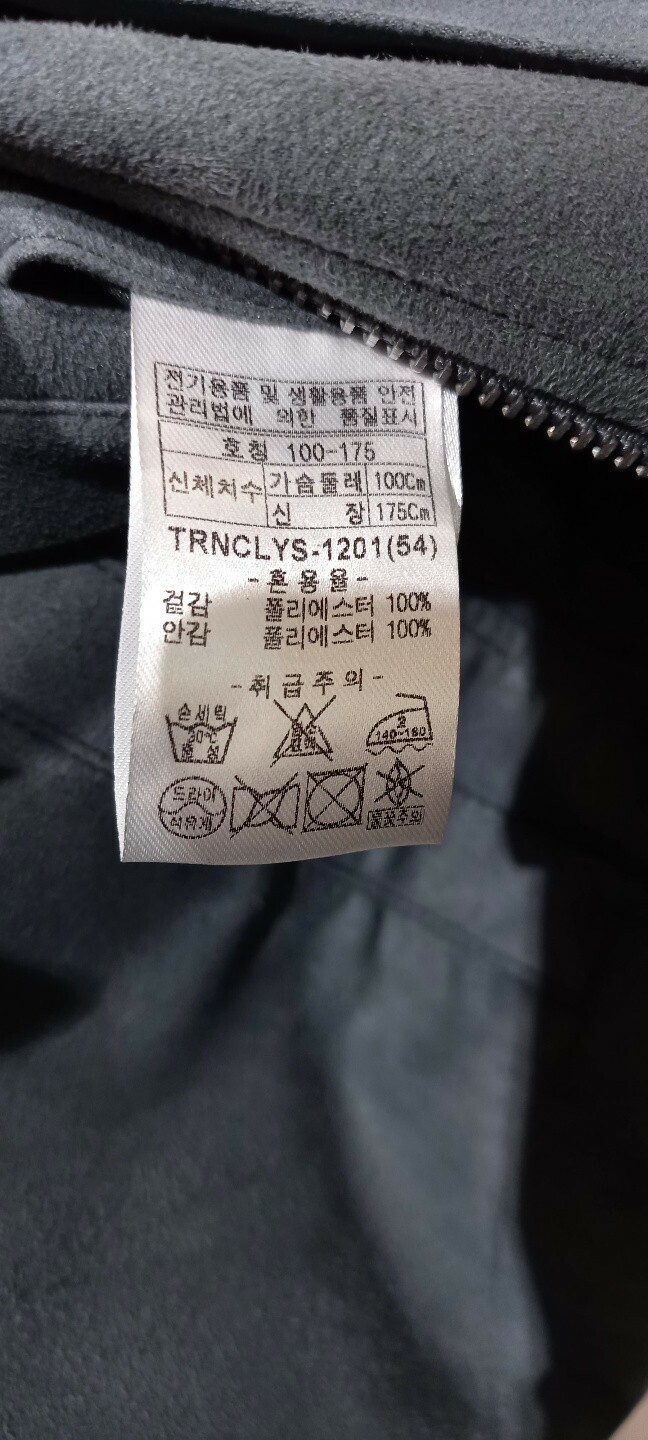 전기용품 및 생활용품 안전
관리법에 의한 품질표시
호칭 100-175
신체치수 가슴둘레 100Cm
신 장 175Cm
TRNCLYS-1201(54)
-혼용율-
겉감 폴리에스터 100%
안감 폴리에스터 100%
-취급주의-
손세탁
30℃
중성
2
140~160
드라이
석유계